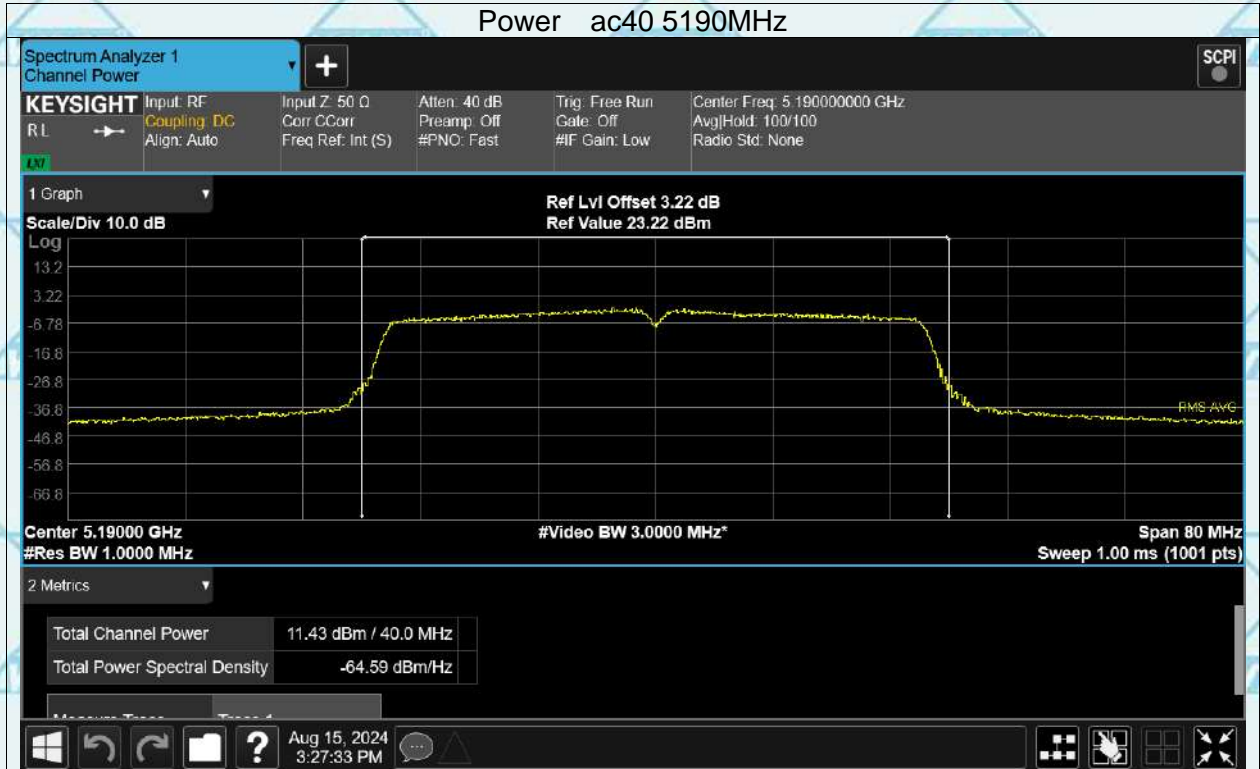 Power ac40 5190MHz
Spectrum Analyzer 1
Channel Power
SCPI
KEYSIGHT
RL
LXI
Input: RF
Coupling: DC
Align: Auto
Input Z: 50 Ω
Corr CCorr
Freq Ref: Int (S)
Atten: 40 dB
Preamp: Off
#PNO: Fast
Trig: Free Run
Gate: Off
#IF Gain: Low
Center Freq: 5.190000000 GHz
Avg|Hold: 100/100
Radio Std: None
1 Graph
Scale/Div 10.0 dB
Ref Lvl Offset 3.22 dB
Ref Value 23.22 dBm
Log
13.2
3.22
-6.78
-16.8
-26.8
-36.8
-46.8
-56.8
-66.8
RMS AVG
Center 5.19000 GHz
#Res BW 1.0000 MHz
#Video BW 3.0000 MHz*
Span 80 MHz
Sweep 1.00 ms (1001 pts)
2 Metrics
Total Channel Power 11.43 dBm / 40.0 MHz
Total Power Spectral Density -64.59 dBm/Hz
?
Aug 15, 2024
3:27:33 PM